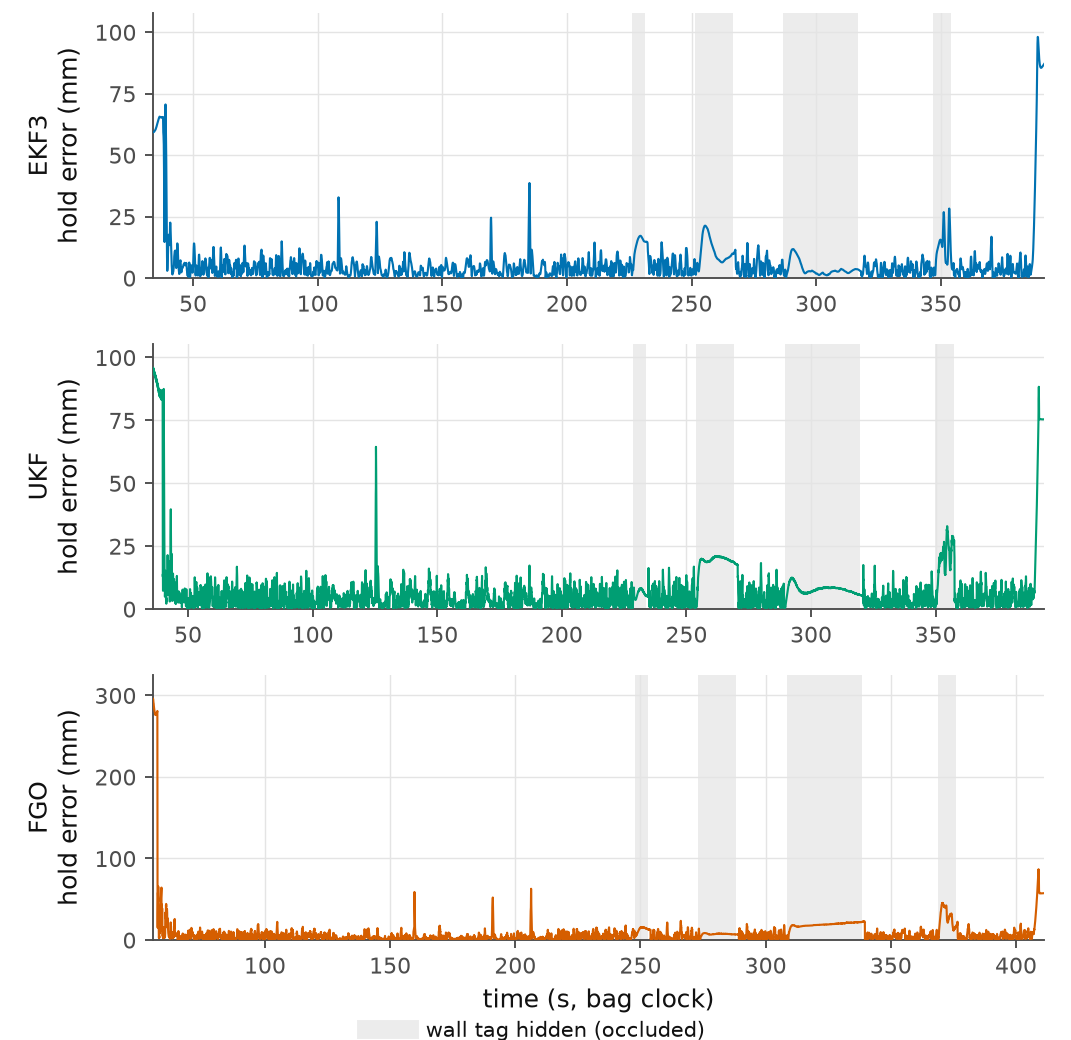 EKF3
hold error (mm)
100
75
50
25
0
50 100 150 200 250 300 350
UKF
hold error (mm)
100
75
50
25
0
50 100 150 200 250 300 350
FGO
hold error (mm)
300
200
100
0
100 150 200 250 300 350 400
time (s, bag clock)
wall tag hidden (occluded)